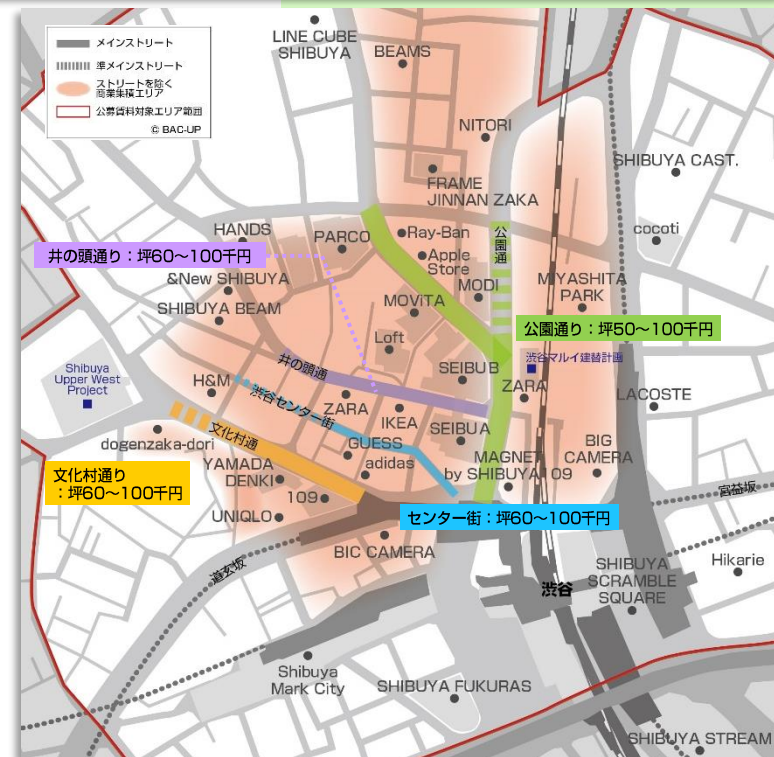 メインストリート
準メインストリート
ストリートを除く
商業集積エリア
公募賃料対象エリア範囲
© BAC-UP
LINE CUBE
SHIBUYA
BEAMS
NITORI
SHIBUYA CAST.
FRAME
JINNAN ZAKA
HANDS
PARCO
Ray-Ban
公園通
cocoti
井の頭通り：坪60～100千円
Apple
Store
&New SHIBUYA
MODI
MIYASHITA
PARK
SHIBUYA BEAM
MOViTA
公園通り：坪50～100千円
Loft
渋谷マルイ建替計画
井の頭通
SEIBU B
Shibuya
Upper West
Project
H&M
渋谷センター街
ZARA
ZARA
LACOSTE
IKEA
文化村通
SEIBU A
dogenzaka-dori
GUESS
BIG
CAMERA
YAMADA
DENKI
adidas
MAGNET
by SHIBUYA109
文化村通り
：坪60～100千円
109
宮益坂
UNIQLO
センター街：坪60～100千円
BIC CAMERA
道玄坂
Hikarie
SHIBUYA
SCRAMBLE
SQUARE
渋谷
Shibuya
Mark City
SHIBUYA FUKURAS
SHIBUYA STREAM